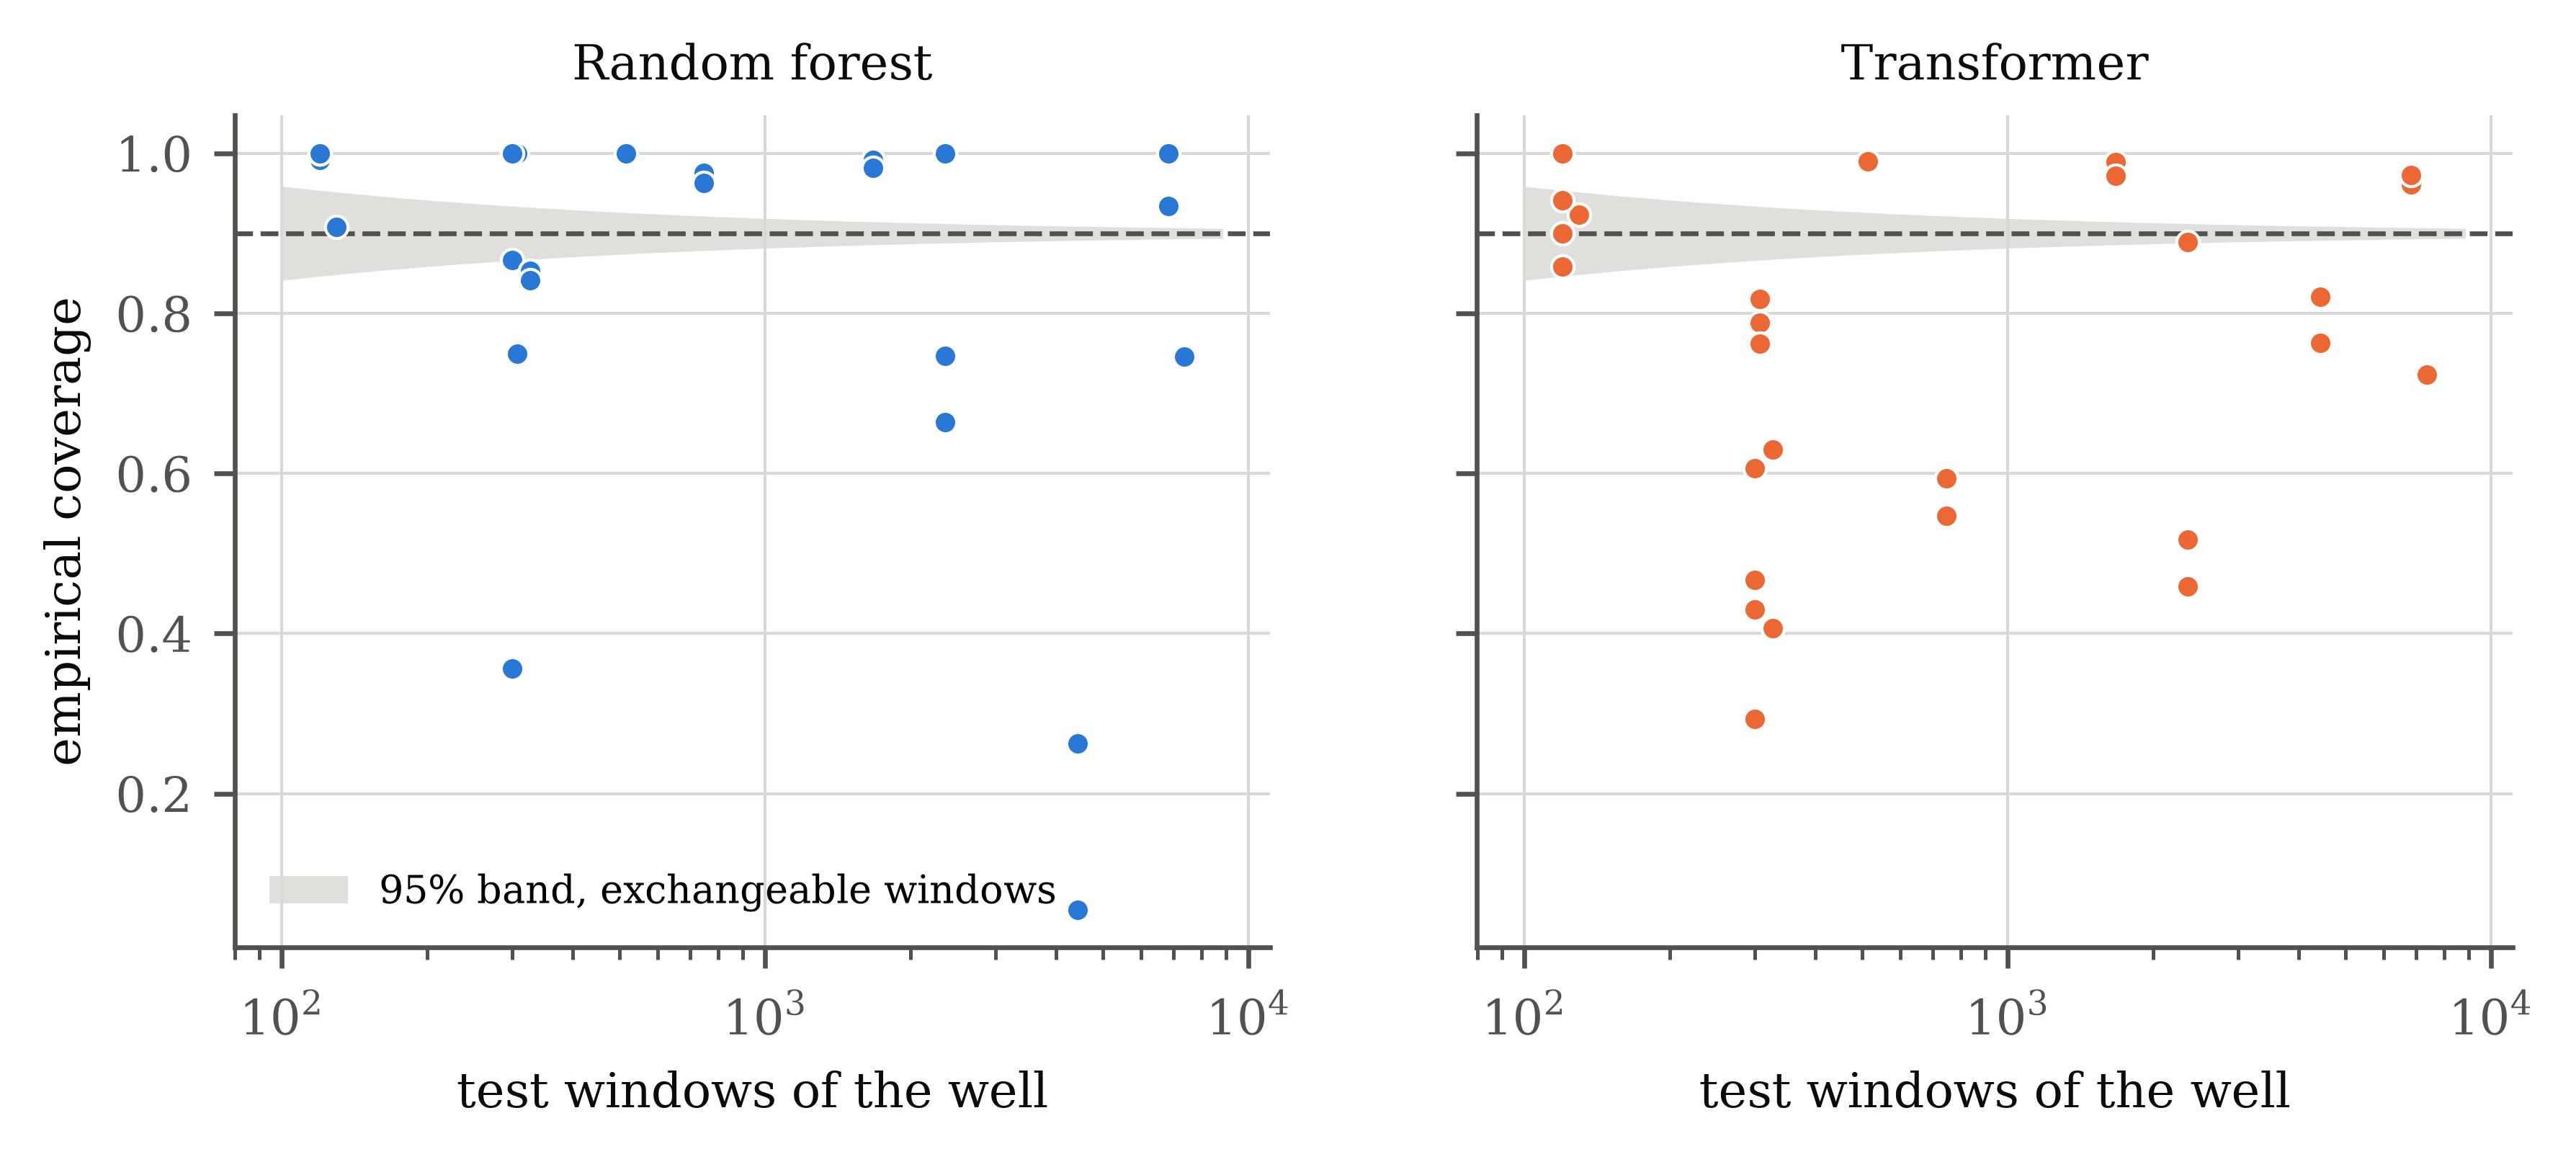 Random forest
Transformer
empirical coverage
1.0
0.8
0.6
0.4
0.2
95% band, exchangeable windows
10²
10³
10⁴
10²
10³
10⁴
test windows of the well
test windows of the well